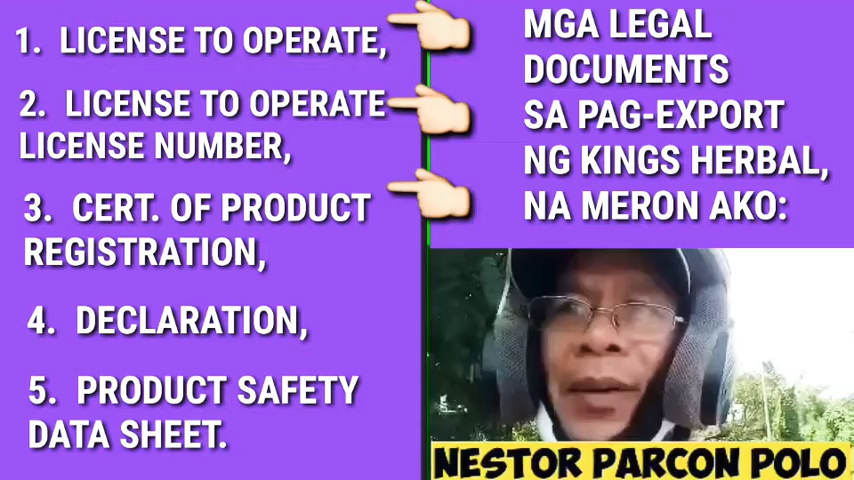 1. LICENSE TO OPERATE,
2. LICENSE TO OPERATE
LICENSE NUMBER,
3. CERT. OF PRODUCT
REGISTRATION,
4. DECLARATION,
5. PRODUCT SAFETY
DATA SHEET.
MGA LEGAL
DOCUMENTS
SA PAG-EXPORT
NG KINGS HERBAL,
NA MERON AKO:
NESTOR PARCON POLO